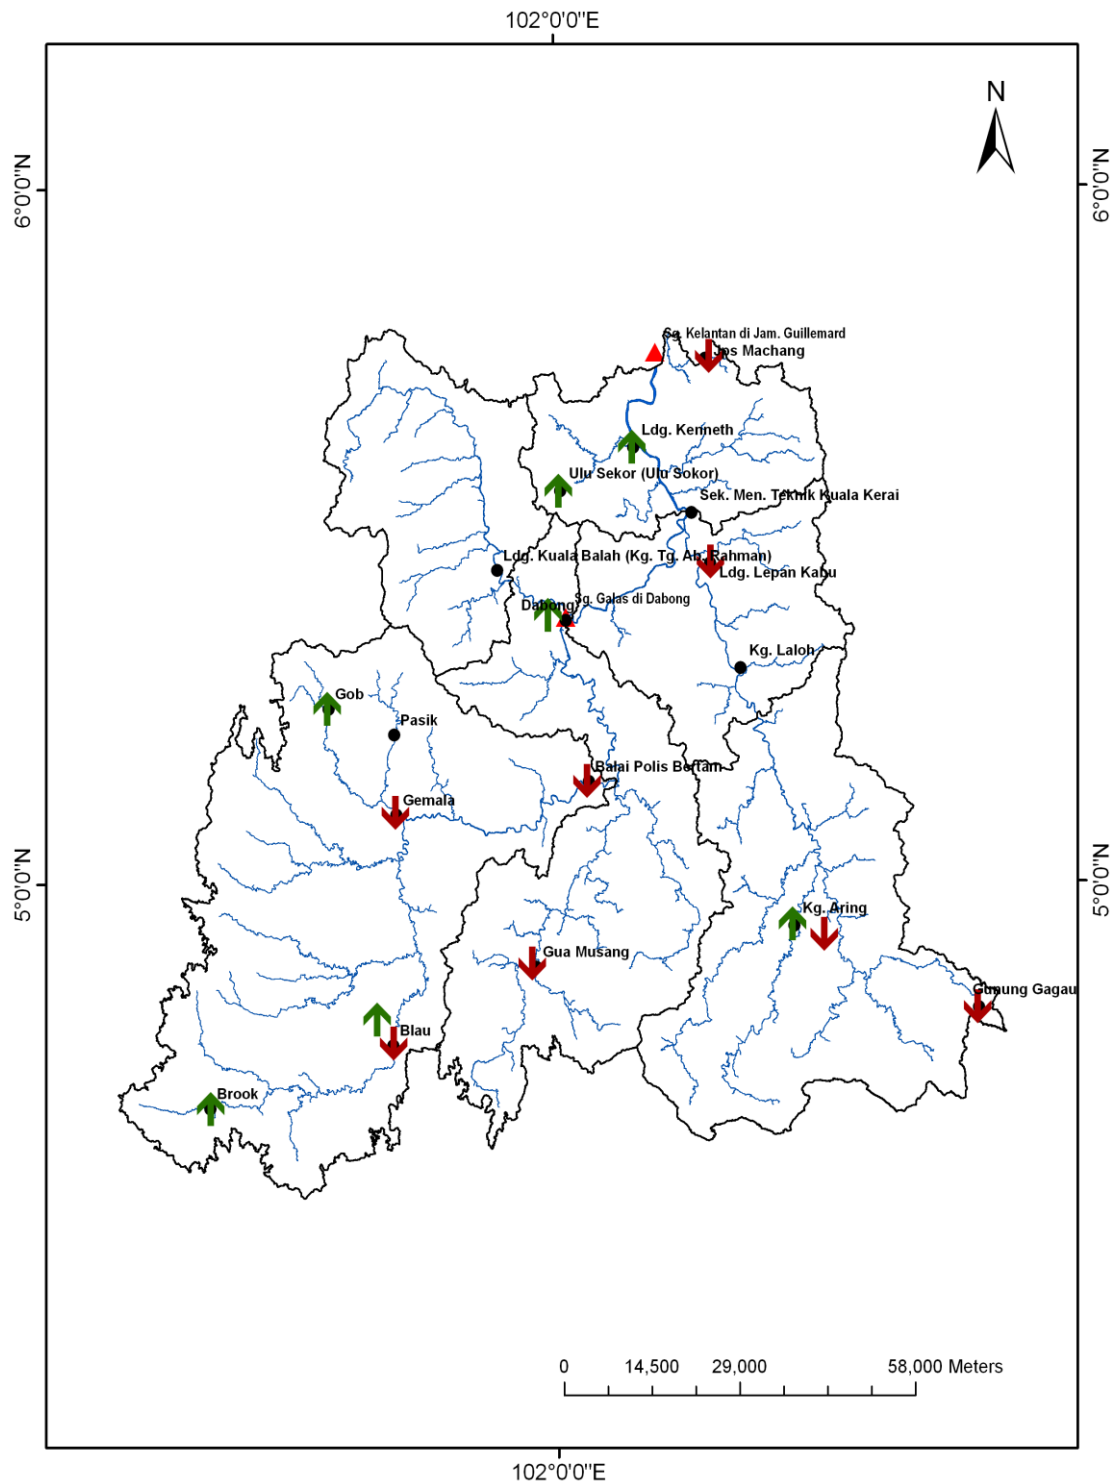 102°0'0"E
N
6°0'0"N
6°0'0"N
Sg. Kelantan di Jam. Guillemard
Jps Machang
Ldg. Kenneth
Ulu Sekor (Ulu Sokor)
Sek. Men. Teknik Kuala Kerai
Ldg. Kuala Balah (Kg. Tg. Ab. Rahman)
Ldg. Lepan Kabu
Sg. Galas di Dabong
Dabong
Kg. Laloh
Gob
Pasik
Balai Polis Bertam
Gemala
5°0'0"N
5°0'0"N
Kg. Aring
Gua Musang
Gunung Gagau
Blau
Brook
0 14,500 29,000 58,000 Meters
102°0'0"E